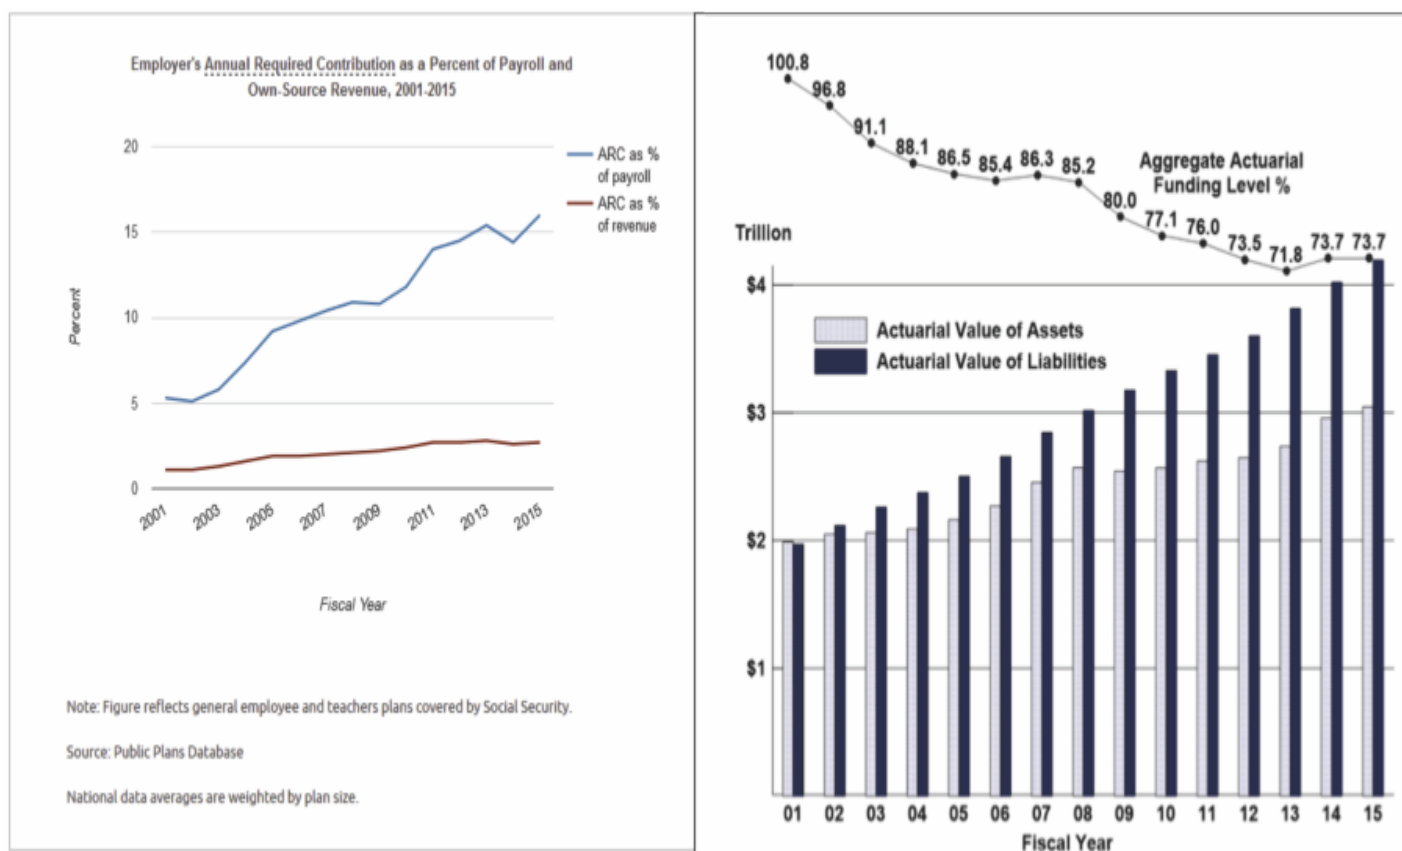 Employer's Annual Required Contribution as a Percent of Payroll and
Own-Source Revenue, 2001-2015
20
15
10
5
0
Percent
ARC as %
of payroll
ARC as %
of revenue
2001
2003
2005
2007
2009
2011
2013
2015
Fiscal Year
Note: Figure reflects general employee and teachers plans covered by Social Security.
Source: Public Plans Database
National data averages are weighted by plan size.
100.8
96.8
91.1
88.1
86.5
85.4
86.3
85.2
80.0
77.1
76.0
73.5
71.8
73.7
73.7
Aggregate Actuarial
Funding Level %
Trillion
$4
$3
$2
$1
Actuarial Value of Assets
Actuarial Value of Liabilities
01 02 03 04 05 06 07 08 09 10 11 12 13 14 15
Fiscal Year